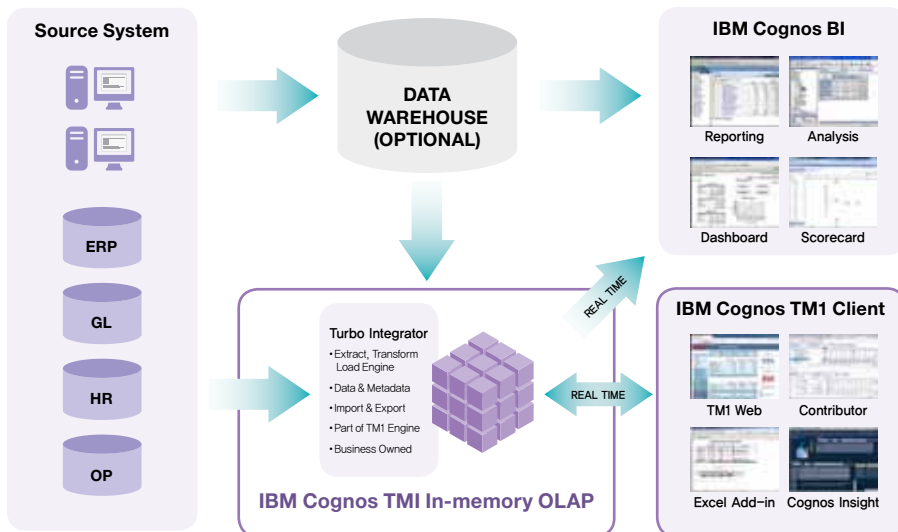 Source System
ERP
GL
HR
OP
DATA
WAREHOUSE
(OPTIONAL)
IBM Cognos BI
Reporting
Analysis
Dashboard
Scorecard
REAL TIME
Turbo Integrator
•Extract, Transform
Load Engine
•Data & Metadata
•Import & Export
•Part of TM1 Engine
•Business Owned
IBM Cognos TMI In-memory OLAP
REAL TIME
IBM Cognos TM1 Client
TM1 Web
Contributor
Excel Add-in
Cognos Insight